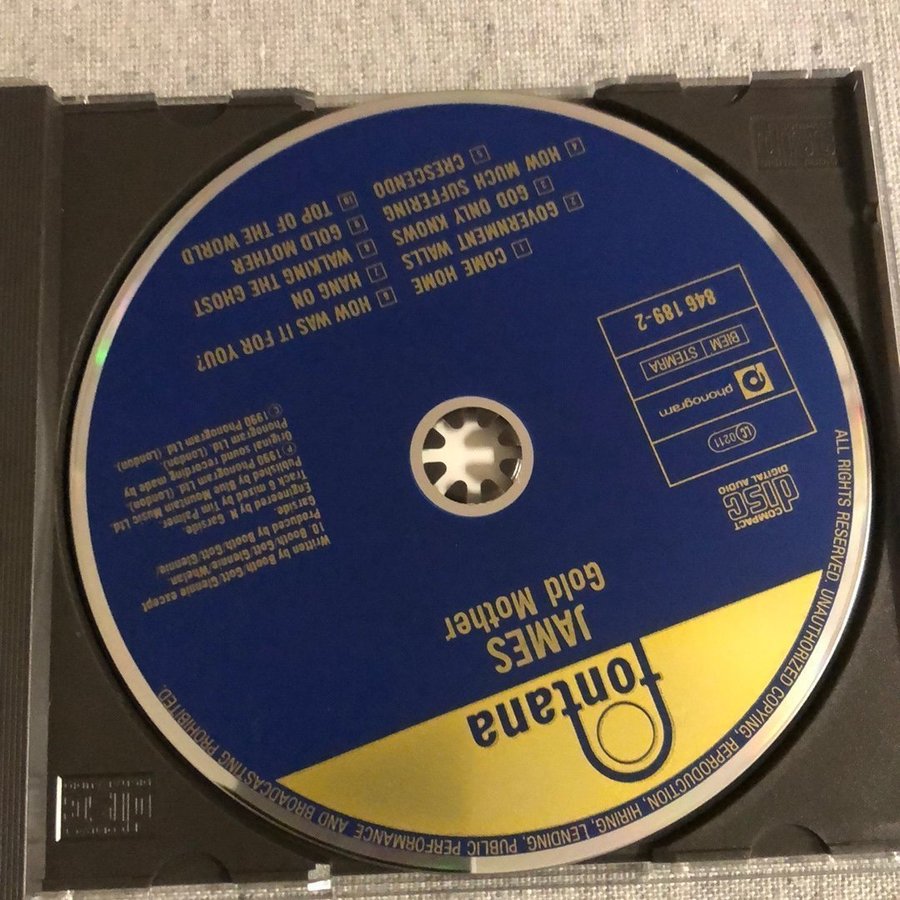 fontana
JAMES
Gold Mother
COMPACT
disc
DIGITAL AUDIO
LC 0211
phonogram
BIEM STEMRA
846 189-2
Written by Booth/Gott/Glennie except
10: Booth/Gott/Glennie/Whelan.
Produced by Booth/Gott/Glennie/
Garside.
Engineered by N. Garside.
Track 6 mixed by Tim Palmer.
Published by Blue Mountain Music Ltd.
℗ 1990 Phonogram Ltd. (London).
Original sound recording made by
Phonogram Ltd. (London).
© 1990 Phonogram Ltd. (London).
1 COME HOME
2 GOVERNMENT WALLS
3 GOD ONLY KNOWS
4 HOW MUCH SUFFERING
5 CRESCENDO
6 HOW WAS IT FOR YOU?
7 HANG ON
8 WALKING THE GHOST
9 GOLD MOTHER
10 TOP OF THE WORLD
ALL RIGHTS RESERVED. UNAUTHORIZED COPYING, REPRODUCTION, HIRING, LENDING, PUBLIC PERFORMANCE AND BROADCASTING PROHIBITED.